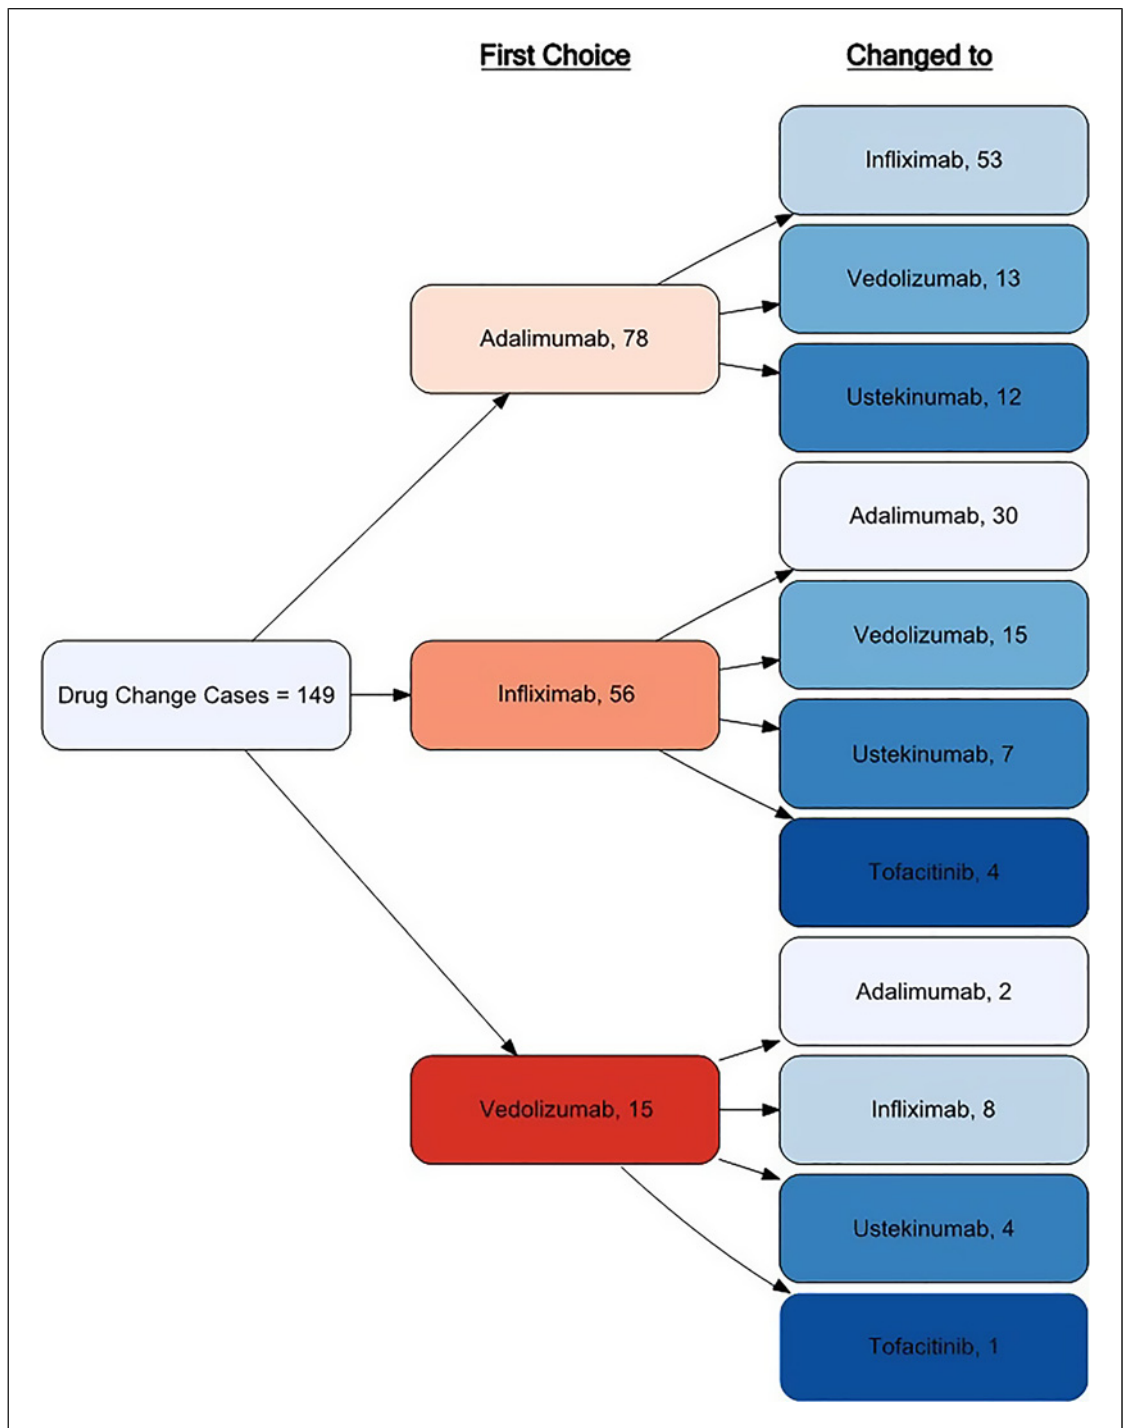 First Choice
Changed to
Infliximab, 53
Vedolizumab, 13
Adalimumab, 78
Ustekinumab, 12
Adalimumab, 30
Vedolizumab, 15
Drug Change Cases = 149
Infliximab, 56
Ustekinumab, 7
Tofacitinib, 4
Adalimumab, 2
Vedolizumab, 15
Infliximab, 8
Ustekinumab, 4
Tofacitinib, 1